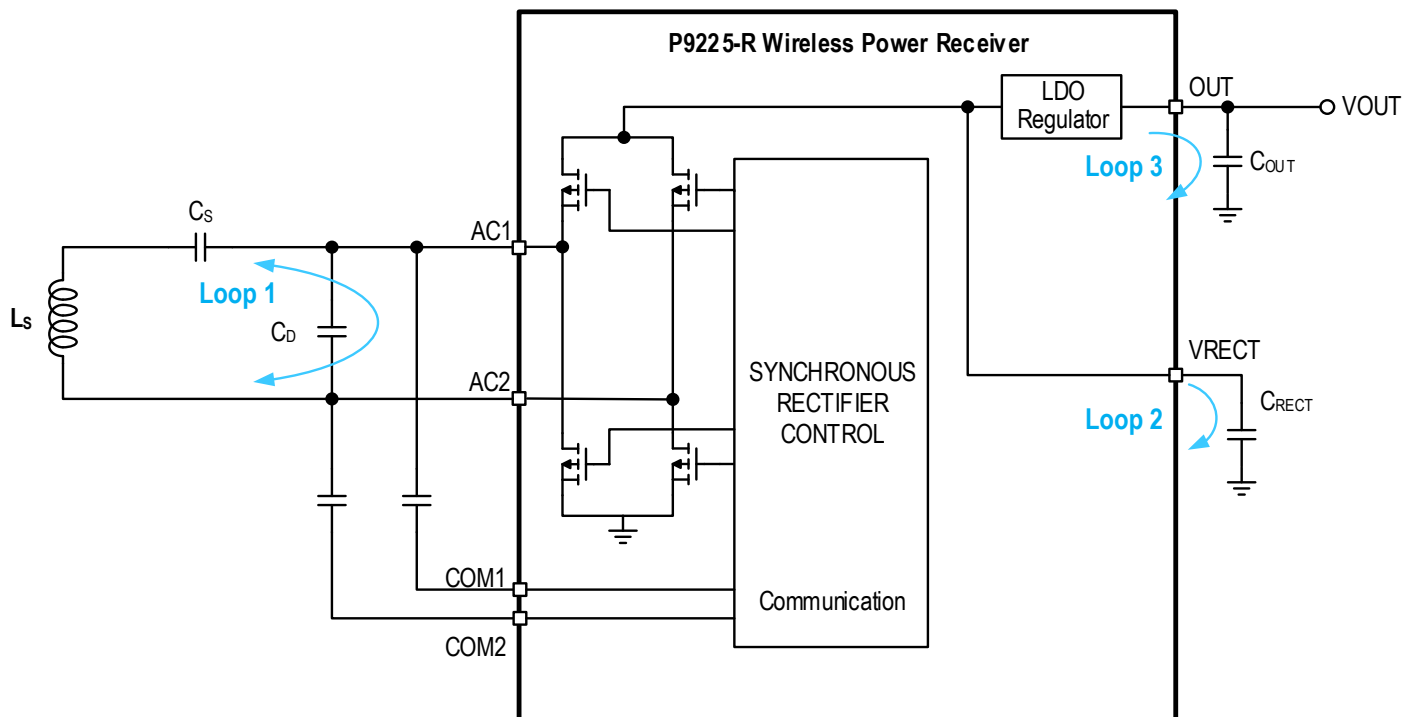 P9225-R Wireless Power Receiver
LDO
Regulator
OUT
VOUT
Loop 3
COUT
CS
AC1
Loop 1
LS
CD
AC2
SYNCHRONOUS
RECTIFIER
CONTROL
VRECT
CRECT
Loop 2
COM1
Communication
COM2